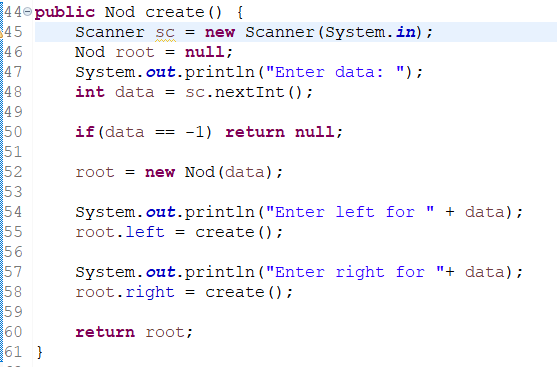 44 public Nod create() {
45 Scanner sc = new Scanner(System.in);
46 Nod root = null;
47 System.out.println("Enter data: ");
48 int data = sc.nextInt();
49
50 if(data == -1) return null;
51
52 root = new Nod(data);
53
54 System.out.println("Enter left for " + data);
55 root.left = create();
56
57 System.out.println("Enter right for "+ data);
58 root.right = create();
59
60 return root;
61 }